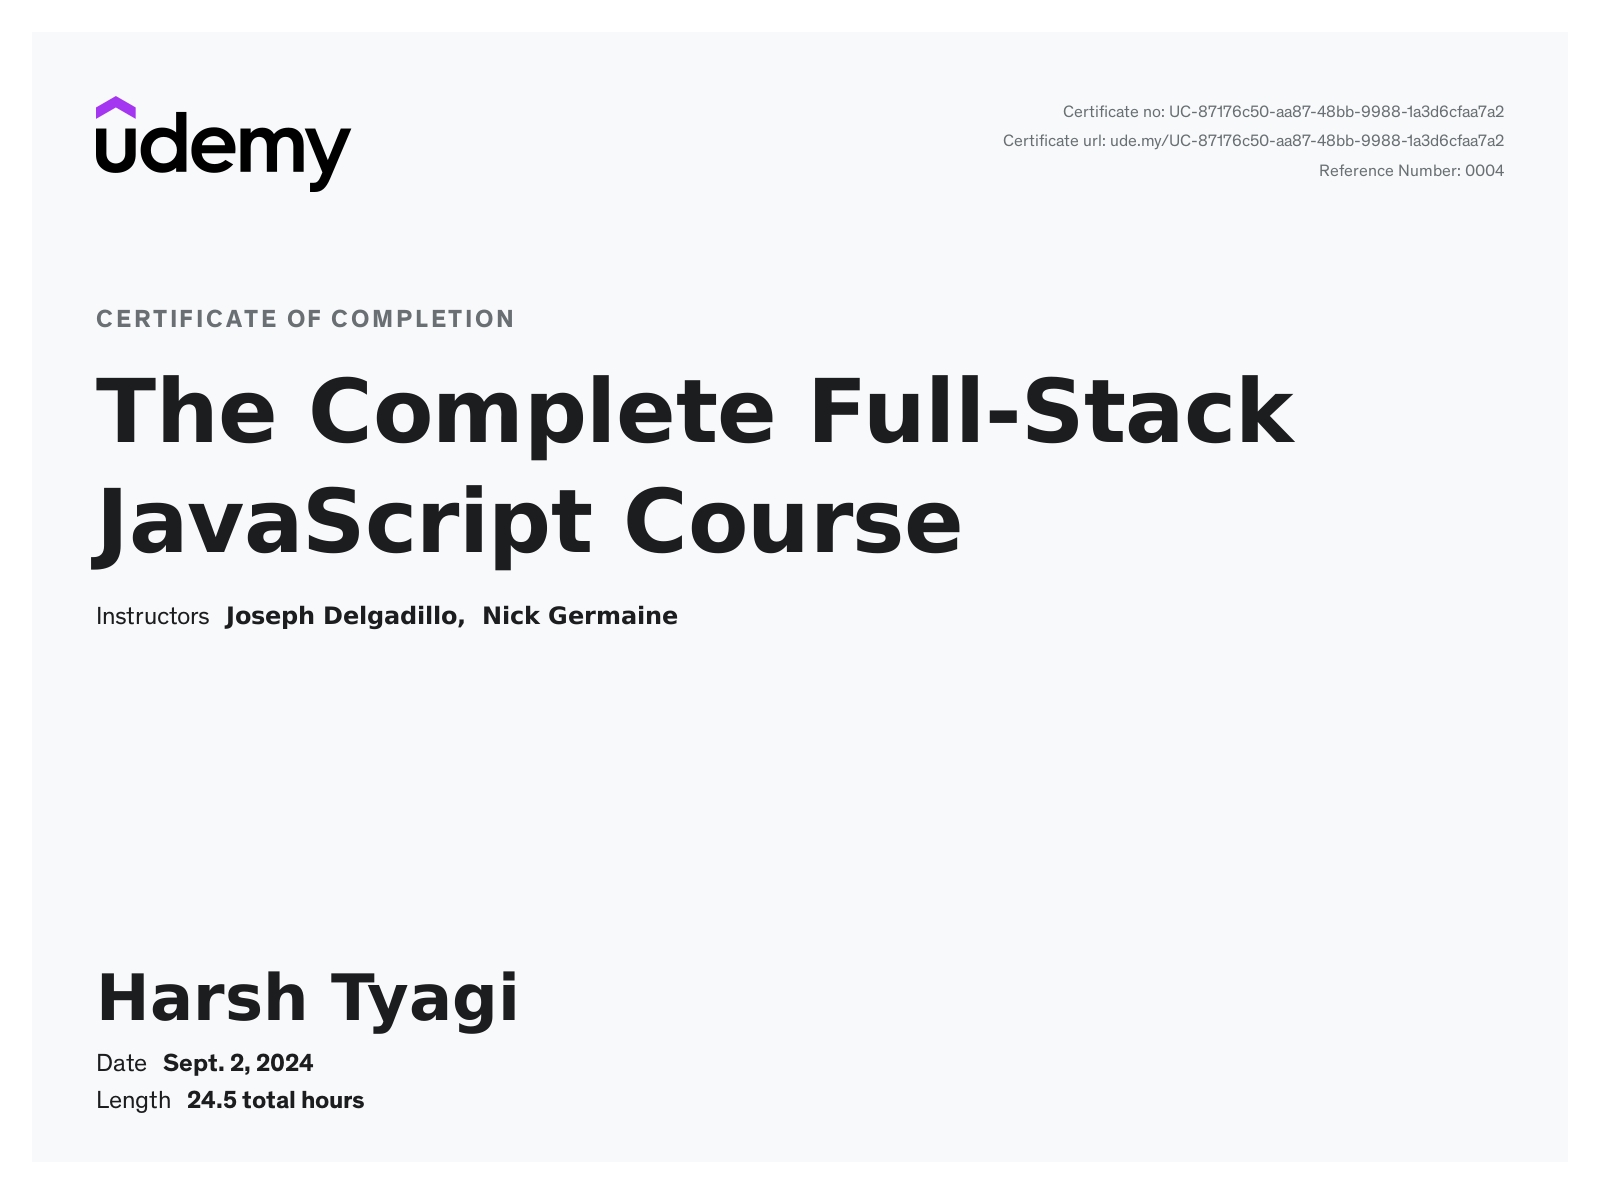 udemy
Certificate no: UC-87176c50-aa87-48bb-9988-1a3d6cfaa7a2
Certificate url: ude.my/UC-87176c50-aa87-48bb-9988-1a3d6cfaa7a2
Reference Number: 0004
CERTIFICATE OF COMPLETION
The Complete Full-Stack
JavaScript Course
Instructors Joseph Delgadillo, Nick Germaine
Harsh Tyagi
Date Sept. 2, 2024
Length 24.5 total hours